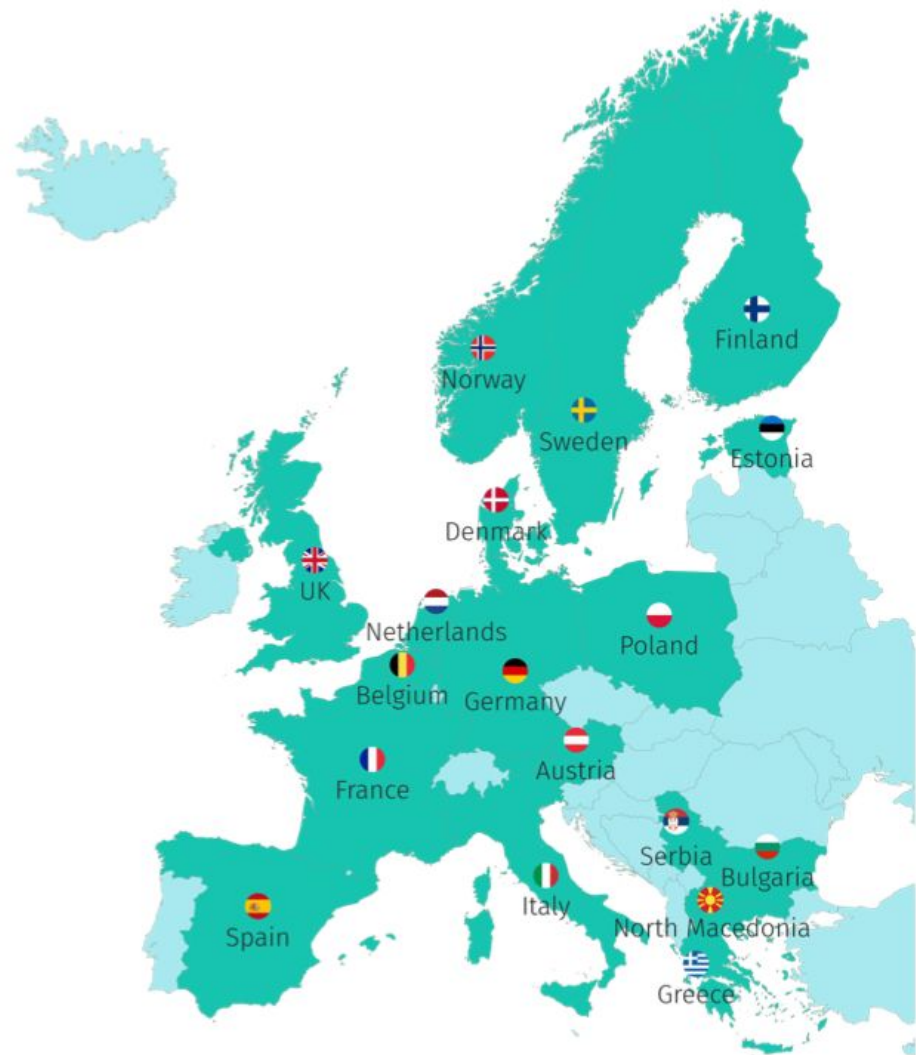 Finland
Norway
Sweden
Estonia
Denmark
UK
Netherlands
Poland
Belgium
Germany
Austria
France
Serbia
Bulgaria
Italy
North Macedonia
Spain
Greece